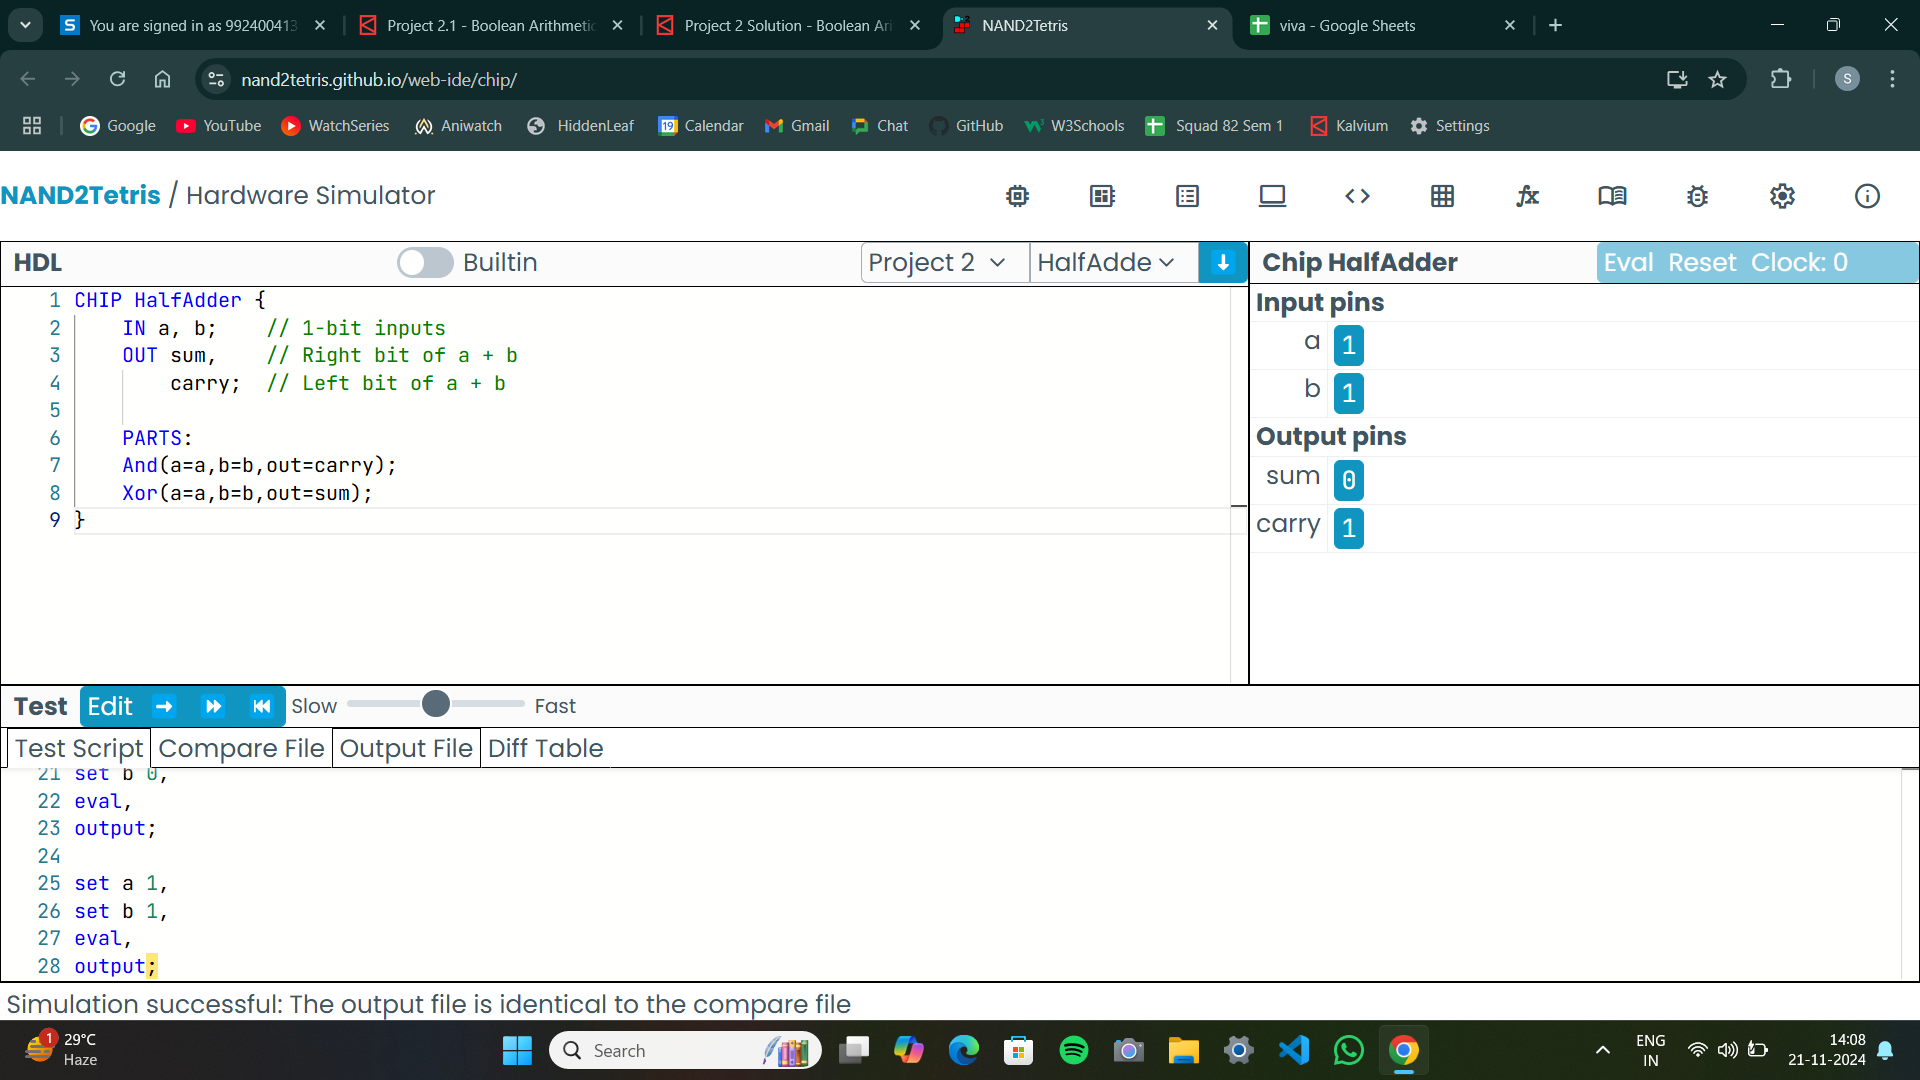 You are signed in as 992400413
Project 2.1 - Boolean Arithmetic
Project 2 Solution - Boolean Ari
NAND2Tetris
viva - Google Sheets
nand2tetris.github.io/web-ide/chip/
S
Google
YouTube
WatchSeries
Aniwatch
HiddenLeaf
19 Calendar
Gmail
Chat
GitHub
W3Schools
Squad 82 Sem 1
Kalvium
Settings
NAND2Tetris / Hardware Simulator
HDL
Builtin
Project 2
HalfAdde
Chip HalfAdder
Eval Reset Clock: 0
1 CHIP HalfAdder {
2 IN a, b; // 1-bit inputs
3 OUT sum, // Right bit of a + b
4 carry; // Left bit of a + b
5
6 PARTS:
7 And(a=a,b=b,out=carry);
8 Xor(a=a,b=b,out=sum);
9 }
Input pins
a 1
b 1
Output pins
sum 0
carry 1
Test Edit Slow Fast
Test Script Compare File Output File Diff Table
21 set b 0,
22 eval,
23 output;
24
25 set a 1,
26 set b 1,
27 eval,
28 output;
Simulation successful: The output file is identical to the compare file
1
29°C
Haze
Search
ENG
IN
14:08
21-11-2024